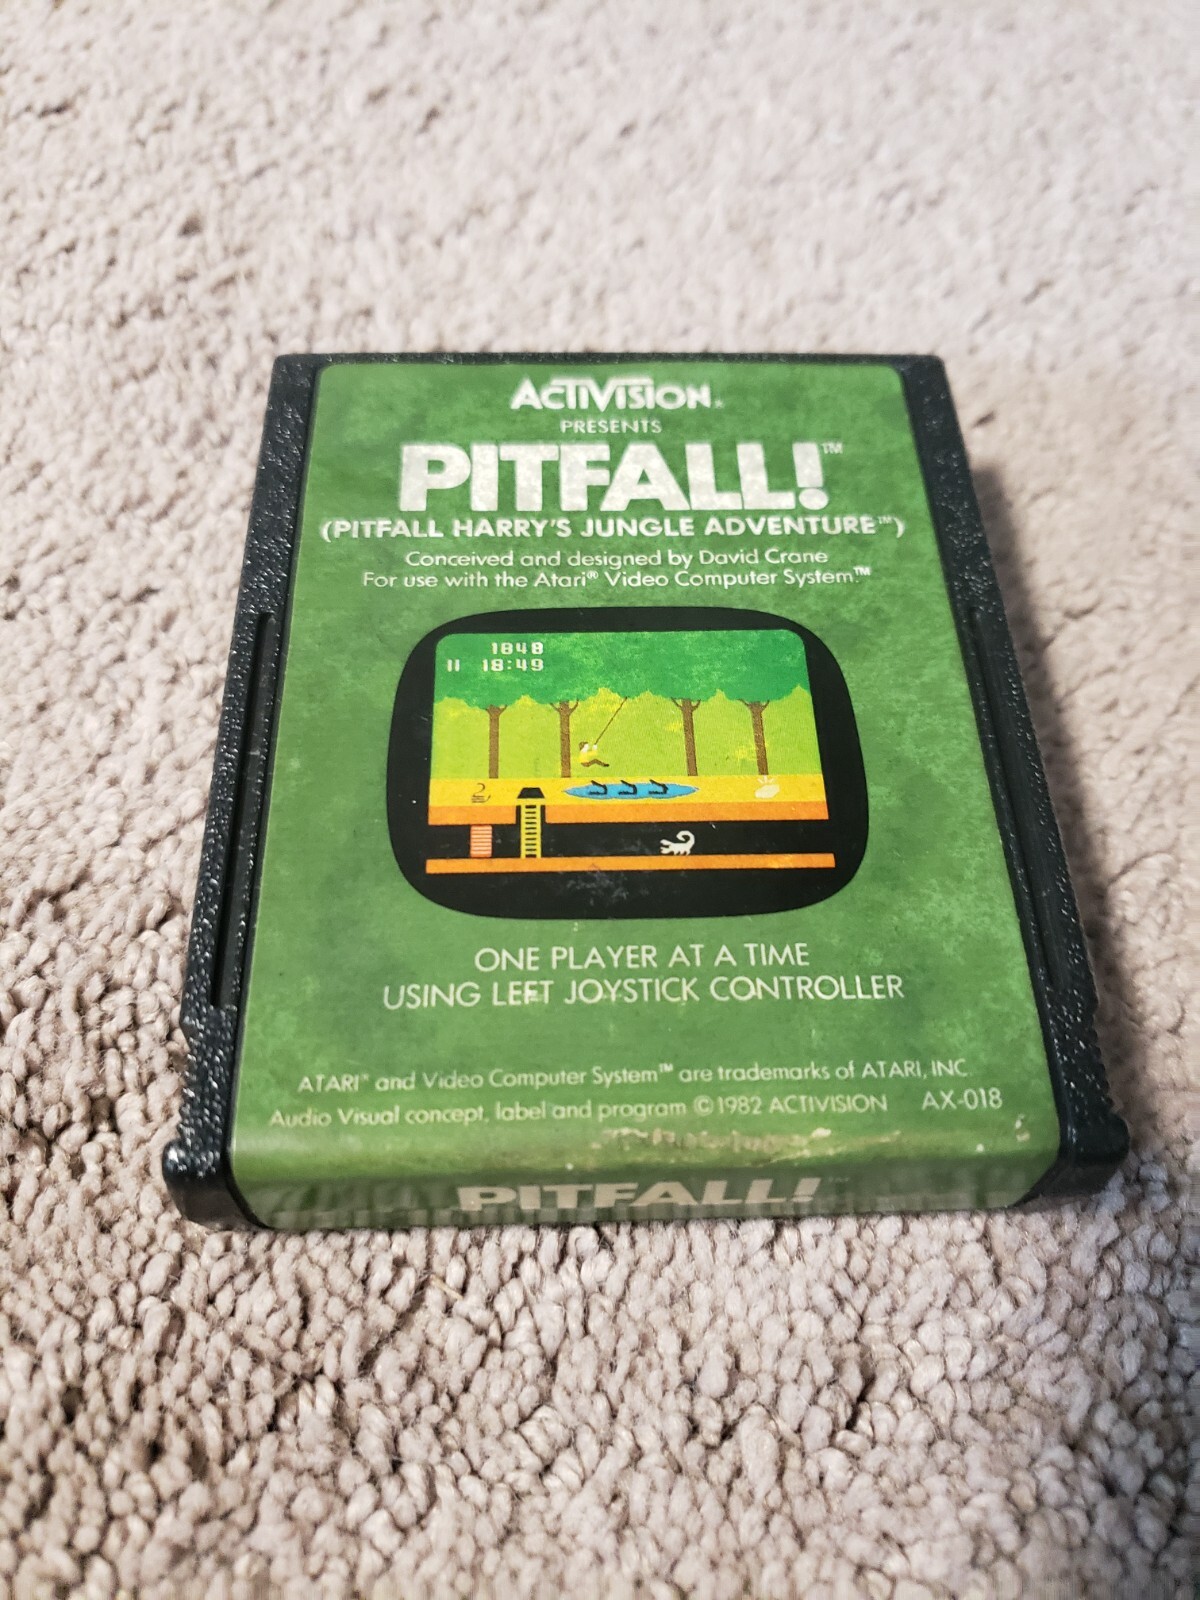 ACTIVISION®
PRESENTS
PITFALL!™
(PITFALL HARRY'S JUNGLE ADVENTURE™)
Conceived and designed by David Crane
For use with the Atari® Video Computer System™
1848
II 18:49
ONE PLAYER AT A TIME
USING LEFT JOYSTICK CONTROLLER
ATARI® and Video Computer System™ are trademarks of ATARI, INC.
Audio Visual concept, label and program ©1982 ACTIVISION AX-018
PITFALL!™